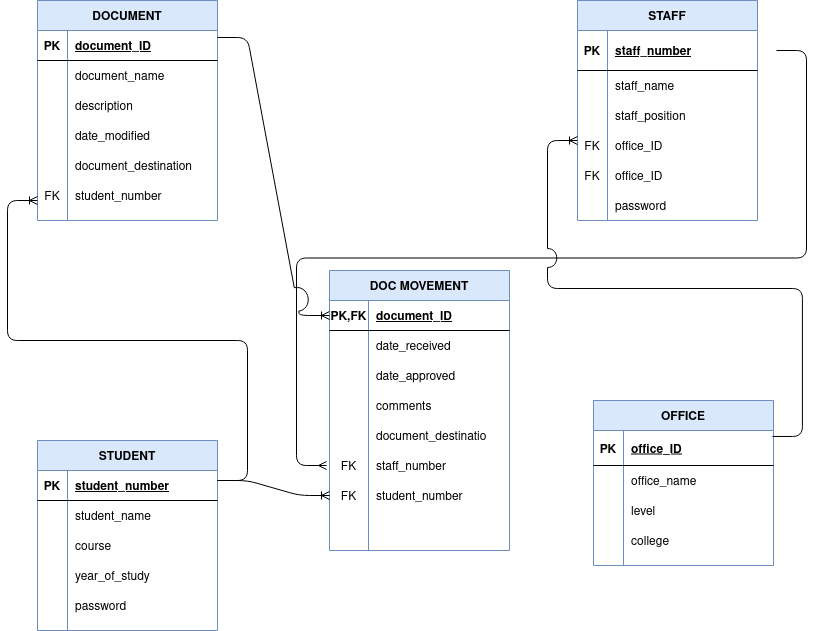 DOCUMENT
PK document_ID
document_name
description
date_modified
document_destination
FK student_number
STAFF
PK staff_number
staff_name
staff_position
FK office_ID
FK office_ID
password
DOC MOVEMENT
PK,FK document_ID
date_received
date_approved
comments
document_destinatio
FK staff_number
FK student_number
OFFICE
PK office_ID
office_name
level
college
STUDENT
PK student_number
student_name
course
year_of_study
password